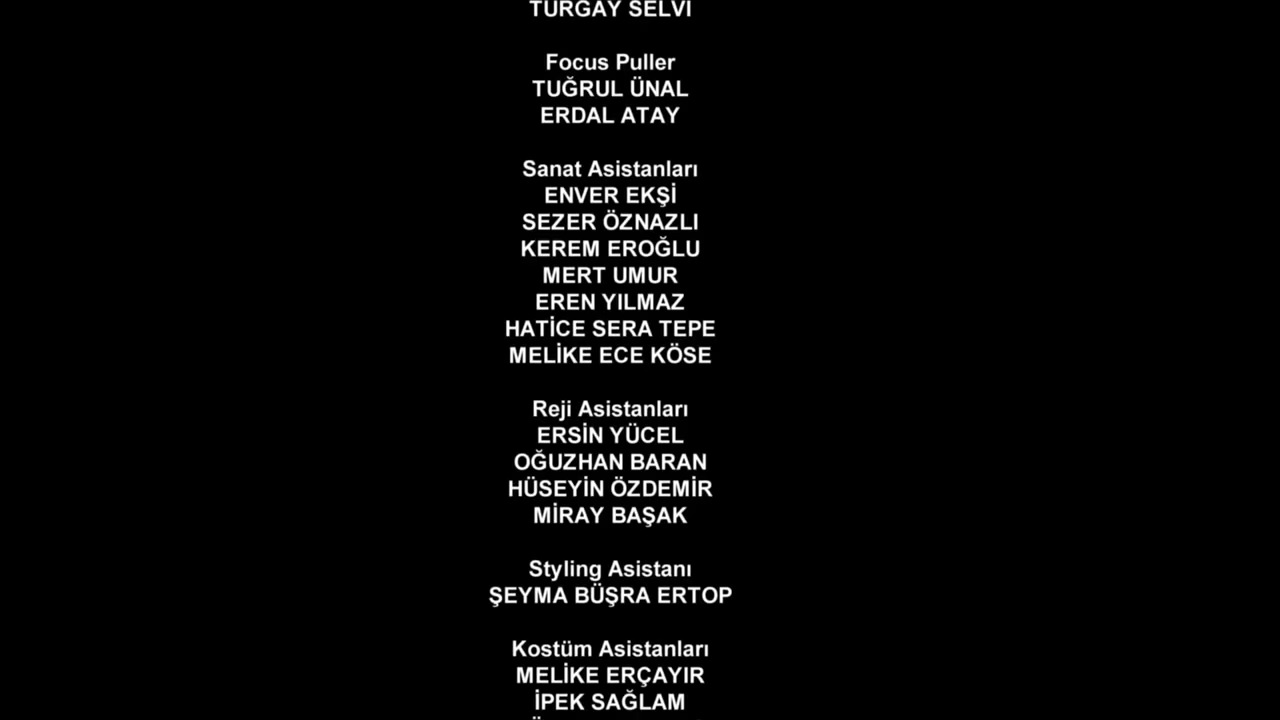 TURGAY SELVİ
Focus Puller
TUĞRUL ÜNAL
ERDAL ATAY
Sanat Asistanları
ENVER EKŞİ
SEZER ÖZNAZLI
KEREM EROĞLU
MERT UMUR
EREN YILMAZ
HATİCE SERA TEPE
MELİKE ECE KÖSE
Reji Asistanları
ERSİN YÜCEL
OĞUZHAN BARAN
HÜSEYİN ÖZDEMİR
MİRAY BAŞAK
Styling Asistanı
ŞEYMA BÜŞRA ERTOP
Kostüm Asistanları
MELİKE ERÇAYIR
İPEK SAĞLAM